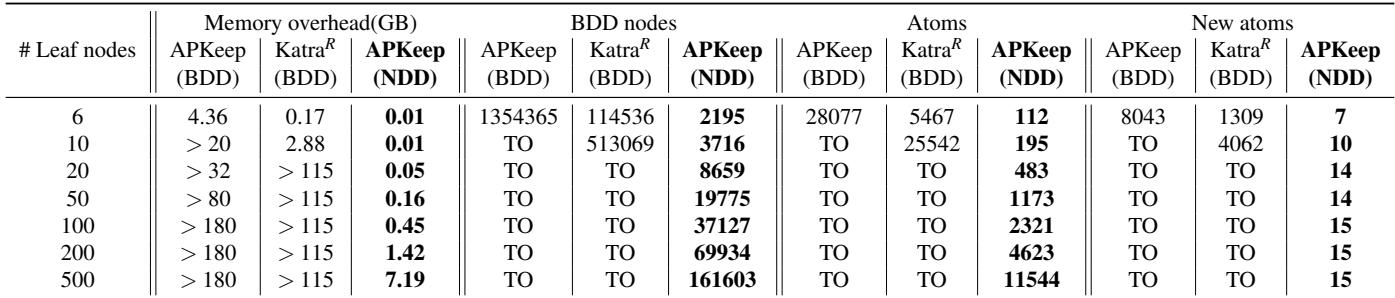 Memory overhead(GB) BDD nodes Atoms New atoms
# Leaf nodes APKeep Katra^R APKeep APKeep Katra^R APKeep APKeep Katra^R APKeep APKeep Katra^R APKeep
(BDD) (BDD) (NDD) (BDD) (BDD) (NDD) (BDD) (BDD) (NDD) (BDD) (BDD) (NDD)
6 4.36 0.17 0.01 1354365 114536 2195 28077 5467 112 8043 1309 7
10 > 20 2.88 0.01 TO 513069 3716 TO 25542 195 TO 4062 10
20 > 32 > 115 0.05 TO TO 8659 TO TO 483 TO TO 14
50 > 80 > 115 0.16 TO TO 19775 TO TO 1173 TO TO 14
100 > 180 > 115 0.45 TO TO 37127 TO TO 2321 TO TO 15
200 > 180 > 115 1.42 TO TO 69934 TO TO 4623 TO TO 15
500 > 180 > 115 7.19 TO TO 161603 TO TO 11544 TO TO 15